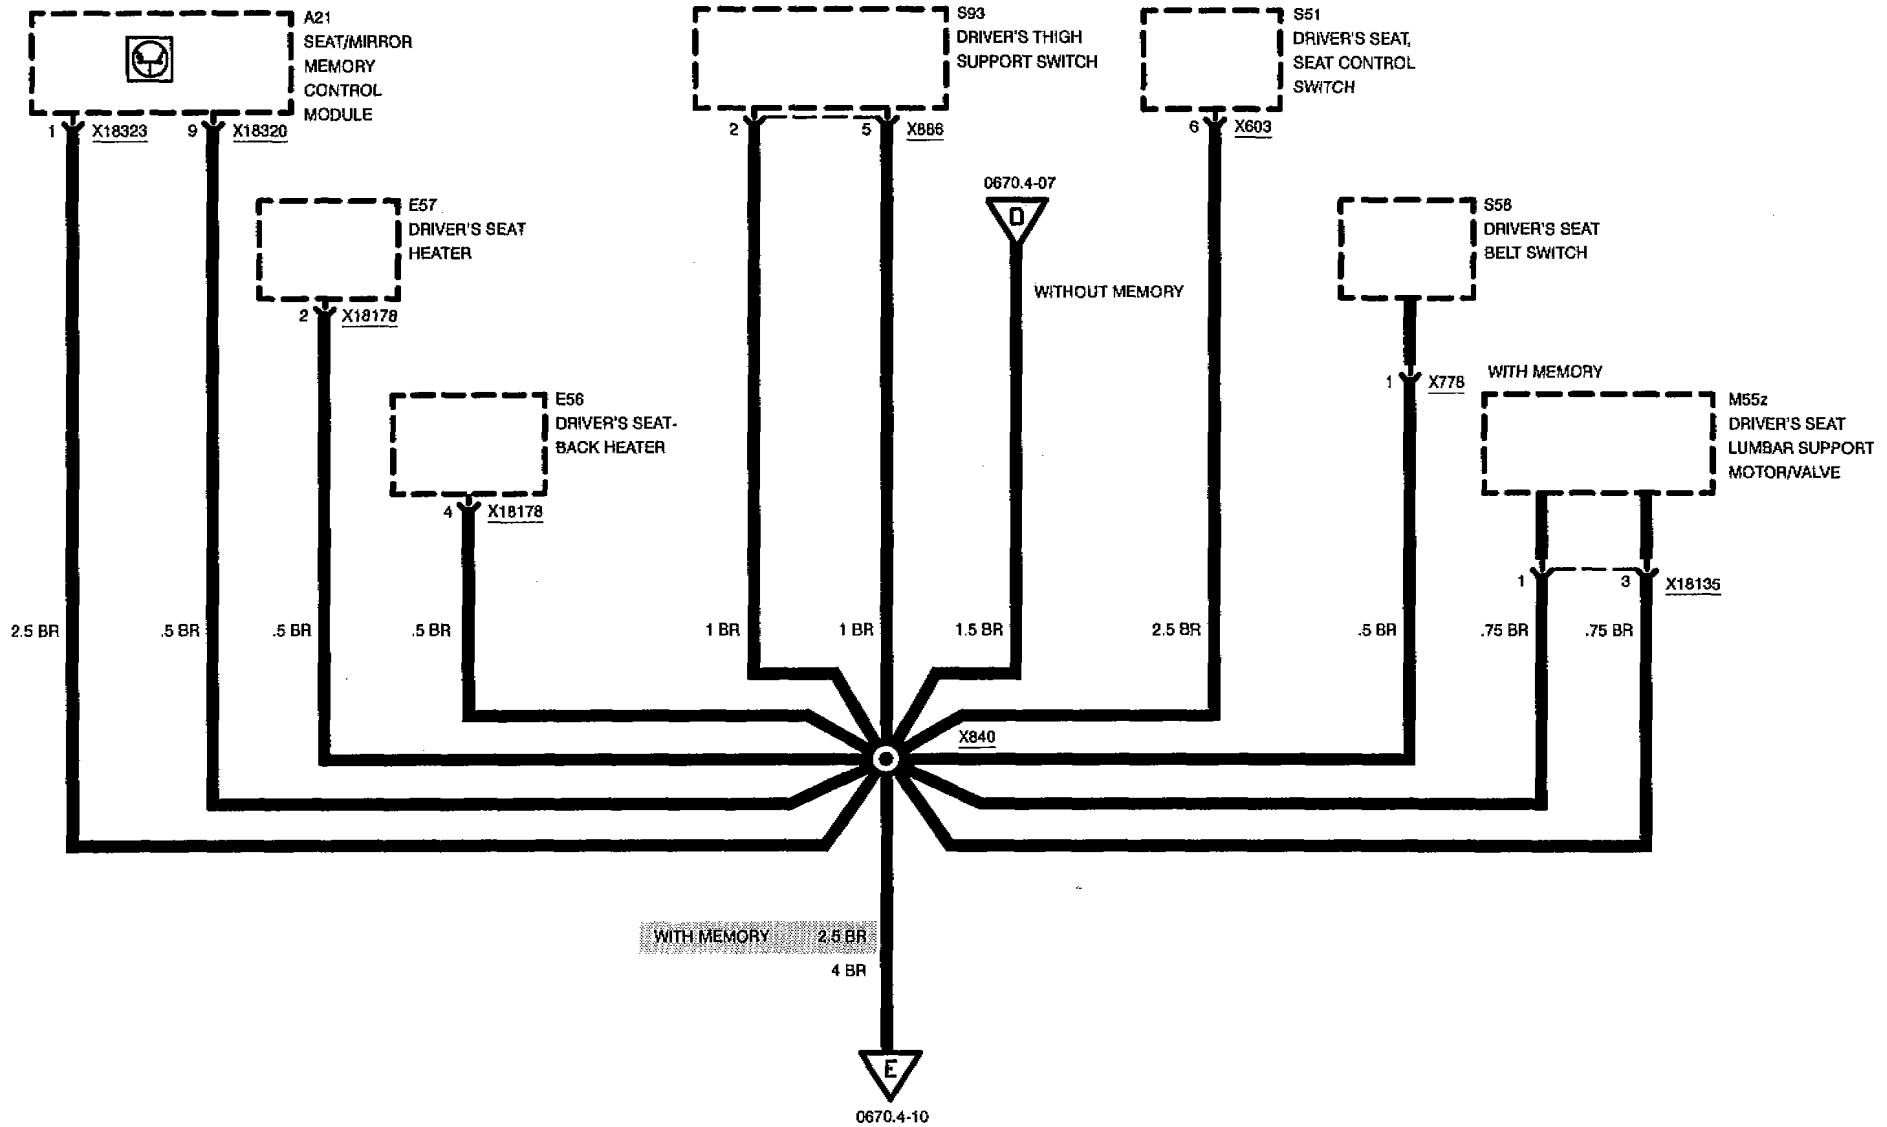 A21
SEAT/MIRROR
MEMORY
CONTROL
MODULE
S93
DRIVER'S THIGH
SUPPORT SWITCH
S51
DRIVER'S SEAT,
SEAT CONTROL
SWITCH
1 X18323
9 X18320
2
5 X886
6 X603
0670.4-07
D
E57
DRIVER'S SEAT
HEATER
S58
DRIVER'S SEAT
BELT SWITCH
WITHOUT MEMORY
2 X18178
1 X778
WITH MEMORY
E56
DRIVER'S SEAT-
BACK HEATER
M55z
DRIVER'S SEAT
LUMBAR SUPPORT
MOTOR/VALVE
4 X18178
1
3 X18135
2.5 BR
.5 BR
.5 BR
.5 BR
1 BR
1 BR
1.5 BR
2.5 BR
.5 BR
.75 BR
.75 BR
X840
WITH MEMORY 2.5 BR
4 BR
E
0670.4-10